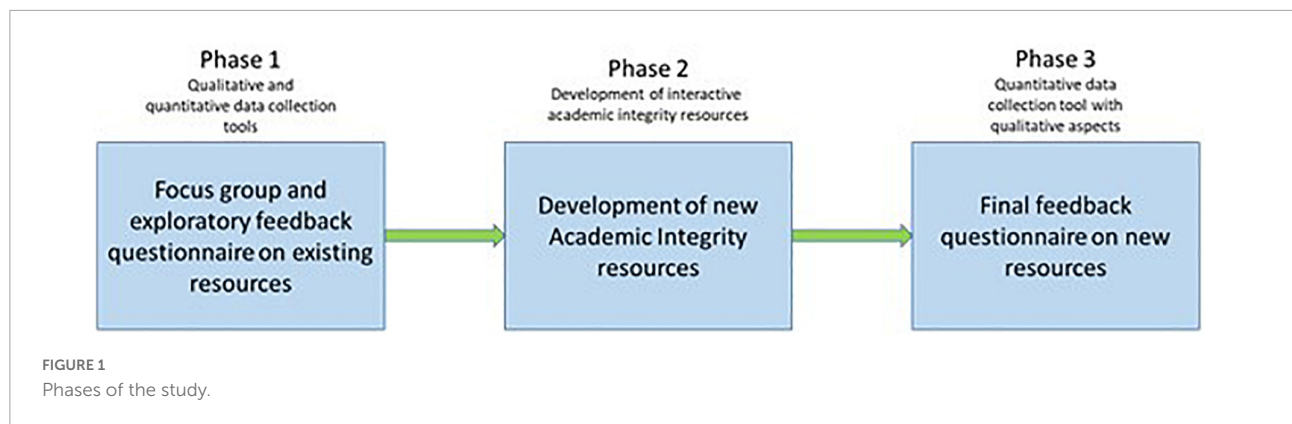 Phase 1
Qualitative and
quantitative data collection
tools
Focus group and
exploratory feedback
questionnaire on existing
resources
Phase 2
Development of interactive
academic integrity resources
Development of new
Academic Integrity
resources
Phase 3
Quantitative data
collection tool with
qualitative aspects
Final feedback
questionnaire on new
resources
FIGURE 1
Phases of the study.